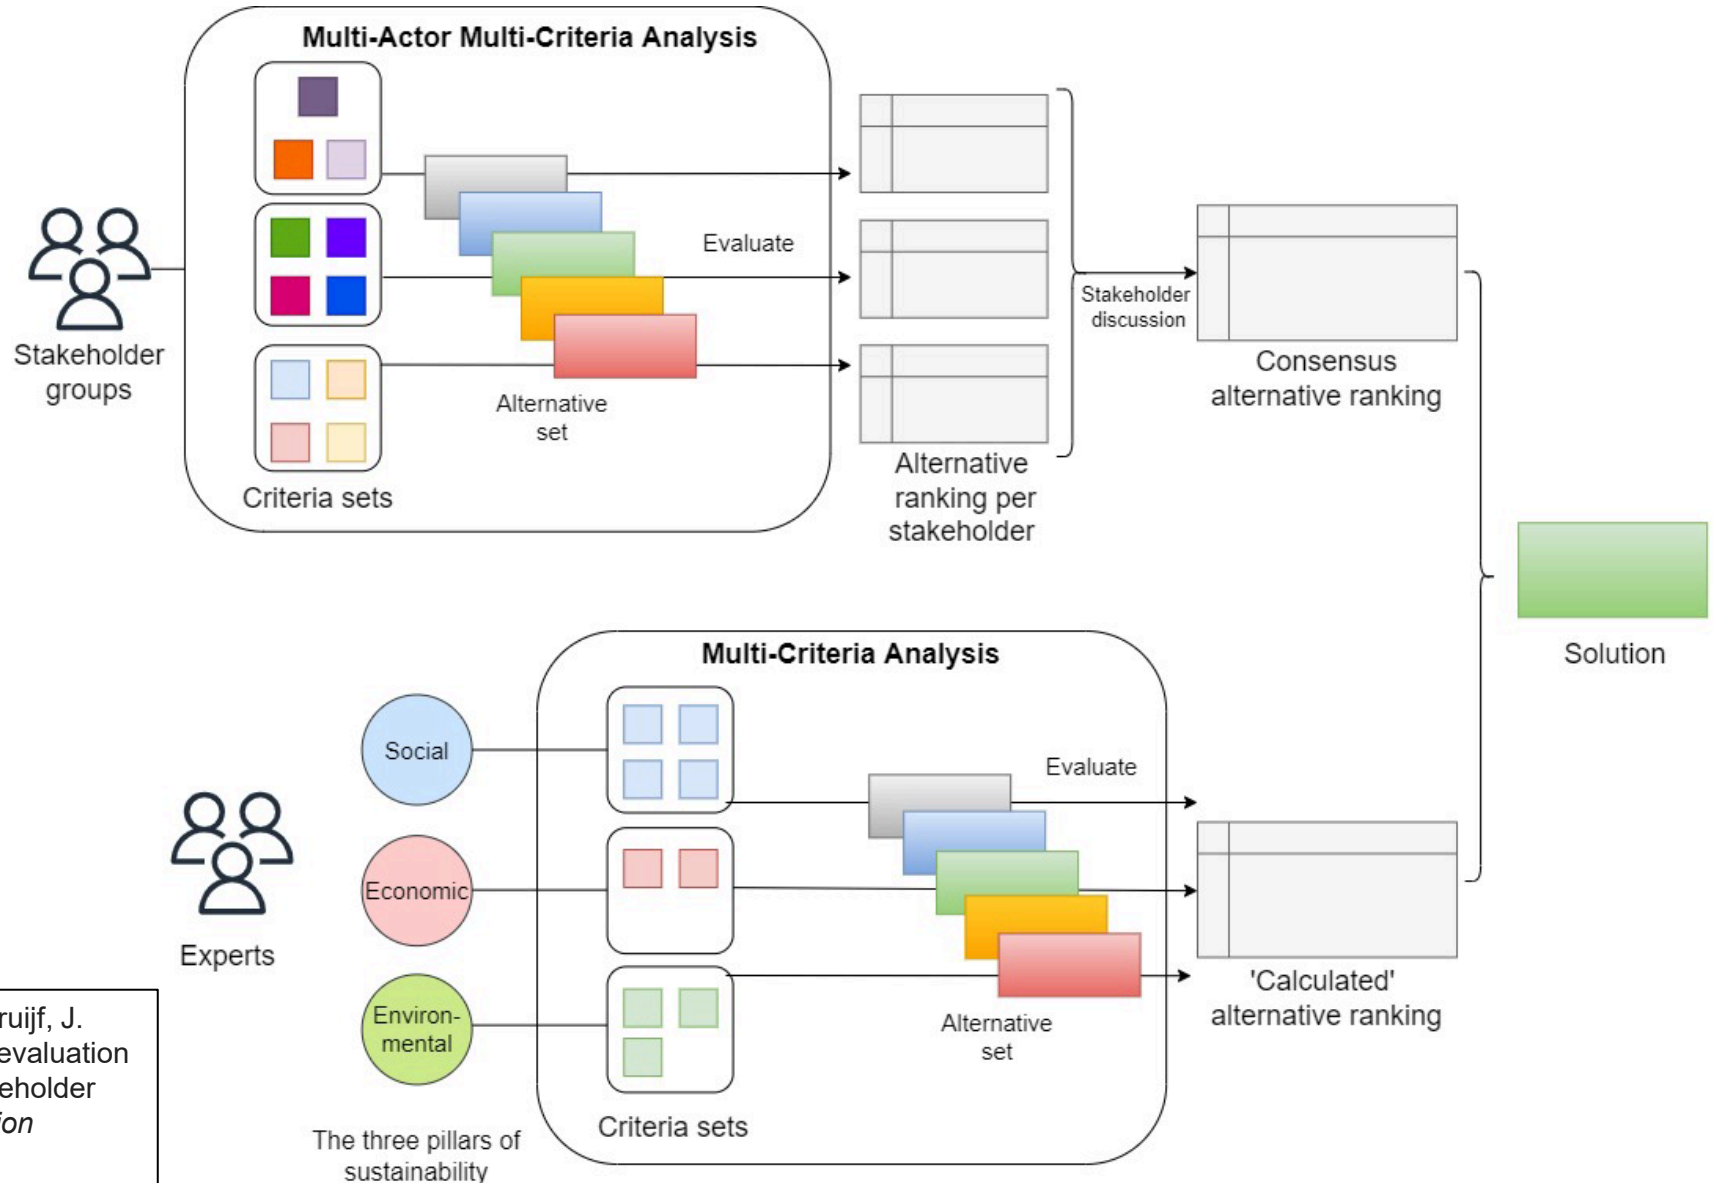 Multi-Actor Multi-Criteria Analysis
Stakeholder
groups
Criteria sets
Alternative
set
Evaluate
Alternative
ranking per
stakeholder
Stakeholder
discussion
Consensus
alternative ranking
Solution
Multi-Criteria Analysis
Experts
Social
Economic
Environ-
mental
The three pillars of
sustainability
Criteria sets
Alternative
set
Evaluate
'Calculated'
alternative ranking
ruijf, J.
evaluation
eholder
ion